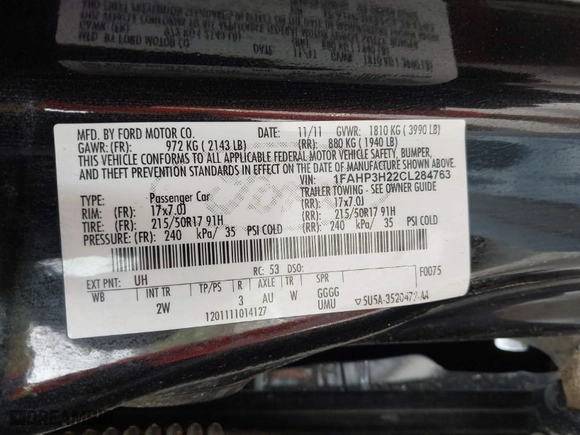 MFD. BY FORD MOTOR CO. DATE: 11/11 GVWR: 1810 KG ( 3990 LB)
GAWR: (FR): 972 KG ( 2143 LB) (RR): 880 KG ( 1940 LB)
THIS VEHICLE CONFORMS TO ALL APPLICABLE FEDERAL MOTOR VEHICLE SAFETY, BUMPER,
AND THEFT PREVENTION STANDARDS IN EFFECT ON THE DATE OF MANUFACTURE SHOWN ABOVE.
VIN: 1FAHP3H22CL284763
TYPE: Passenger Car TRAILER TOWING - SEE OWNER GUIDE
RIM: (FR): 17x7.0J (RR): 17x7.0J
TIRE: (FR): 215/50R17 91H (RR): 215/50R17 91H
PRESSURE: (FR): 240 kPa/ 35 PSI COLD (RR): 240 kPa/ 35 PSI COLD
EXT PNT: UH RC: 53 DSO: F0075
WB INT TR TP/PS R AXLE TR SPR
2W 3 AU W GGGG
UMU
1201111014127